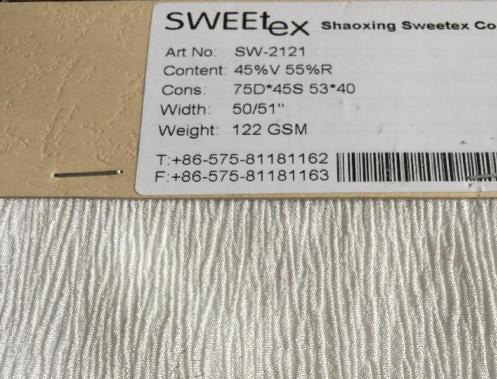 SWEEtex Shaoxing Sweetex Co
Art No: SW-2121
Content: 45%V 55%R
Cons: 75D*45S 53*40
Width: 50/51"
Weight: 122 GSM
T:+86-575-81181162
F:+86-575-81181163